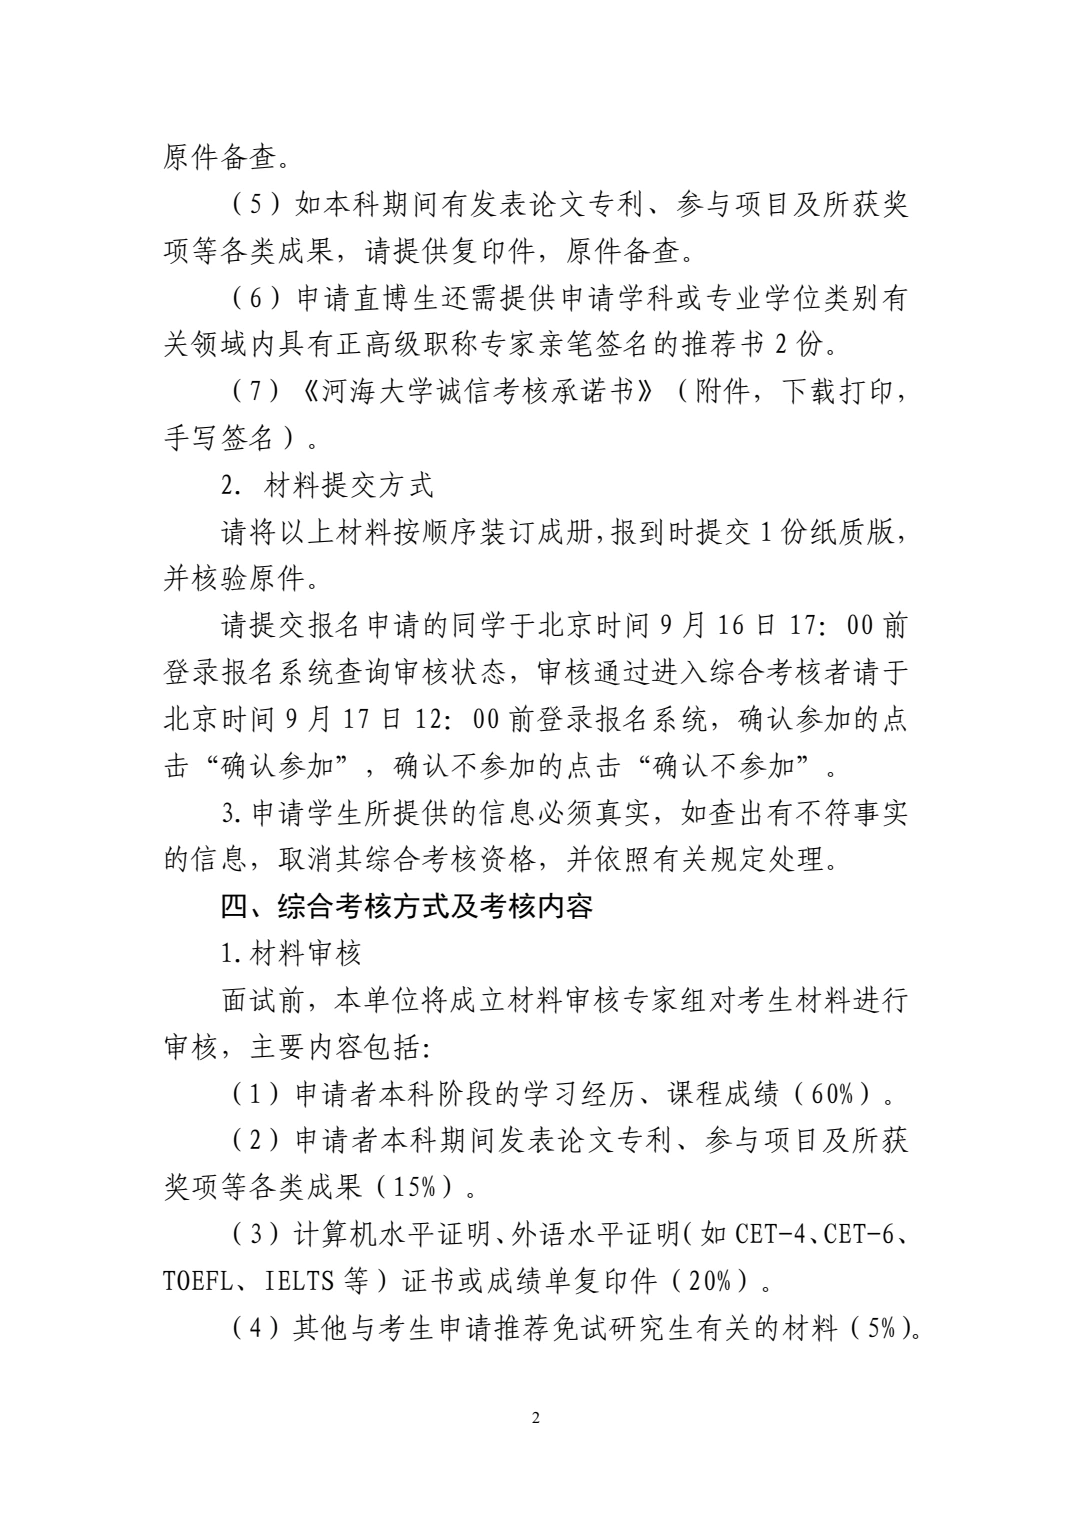 原件备查。
（5）如本科期间有发表论文专利、参与项目及所获奖
项等各类成果，请提供复印件，原件备查。
（6）申请直博生还需提供申请学科或专业学位类别有
关领域内具有正高级职称专家亲笔签名的推荐书 2 份。
（7）《河海大学诚信考核承诺书》（附件，下载打印，
手写签名）。
2. 材料提交方式
请将以上材料按顺序装订成册，报到时提交 1 份纸质版，
并核验原件。
请提交报名申请的同学于北京时间 9 月 16 日 17：00 前
登录报名系统查询审核状态，审核通过进入综合考核者请于
北京时间 9 月 17 日 12：00 前登录报名系统，确认参加的点
击“确认参加”，确认不参加的点击“确认不参加”。
3.申请学生所提供的信息必须真实，如查出有不符事实
的信息，取消其综合考核资格，并依照有关规定处理。
四、综合考核方式及考核内容
1.材料审核
面试前，本单位将成立材料审核专家组对考生材料进行
审核，主要内容包括：
（1）申请者本科阶段的学习经历、课程成绩（60%）。
（2）申请者本科期间发表论文专利、参与项目及所获
奖项等各类成果（15%）。
（3）计算机水平证明、外语水平证明（如 CET-4、CET-6、
TOEFL、IELTS 等）证书或成绩单复印件（20%）。
（4）其他与考生申请推荐免试研究生有关的材料（5%）。
2